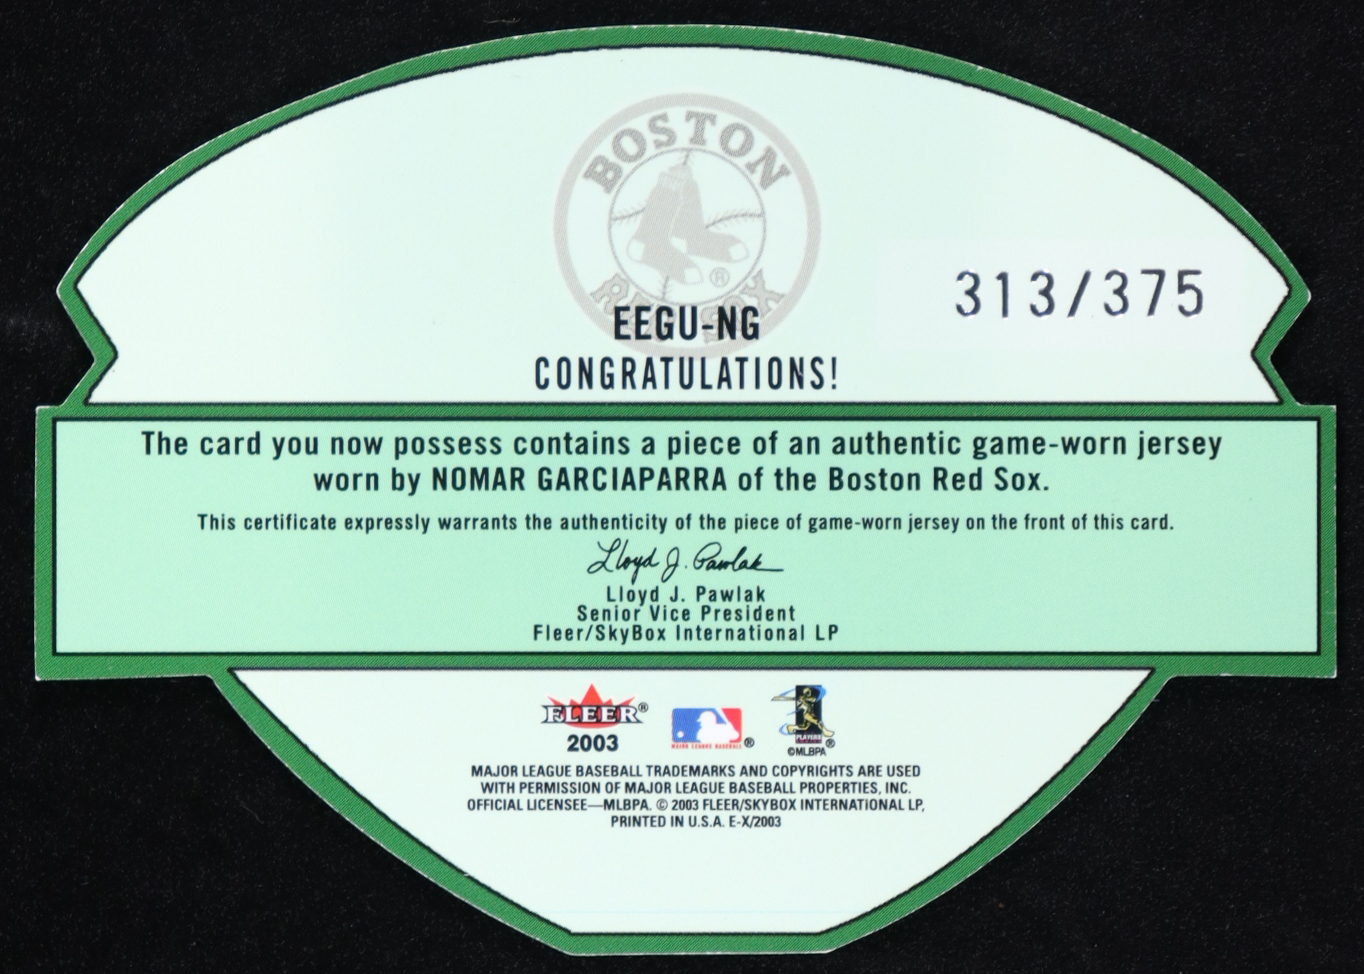 BOSTON
RED SOX
®
313/375
EEGU-NG
CONGRATULATIONS!
The card you now possess contains a piece of an authentic game-worn jersey
worn by NOMAR GARCIAPARRA of the Boston Red Sox.
This certificate expressly warrants the authenticity of the piece of game-worn jersey on the front of this card.
Lloyd J. Pawlak
Lloyd J. Pawlak
Senior Vice President
Fleer/SkyBox International LP
FLEER®
2003
MAJOR LEAGUE BASEBALL ®
PLAYERS
®
©MLBPA
MAJOR LEAGUE BASEBALL TRADEMARKS AND COPYRIGHTS ARE USED
WITH PERMISSION OF MAJOR LEAGUE BASEBALL PROPERTIES, INC.
OFFICIAL LICENSEE—MLBPA. © 2003 FLEER/SKYBOX INTERNATIONAL LP,
PRINTED IN U.S.A. E-X/2003